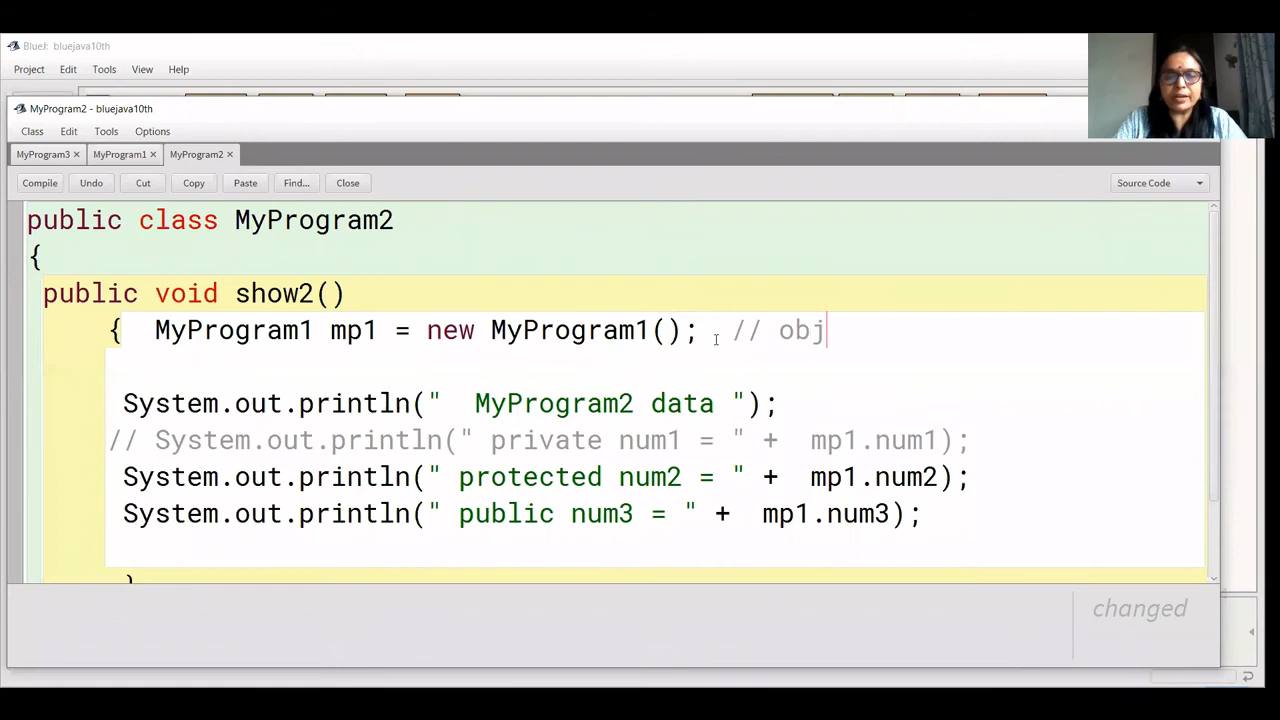 BlueJ: bluejava10th
Project Edit Tools View Help
MyProgram2 - bluejava10th
Class Edit Tools Options
MyProgram3 × MyProgram1 × MyProgram2 ×
Compile Undo Cut Copy Paste Find... Close Source Code
public class MyProgram2
{
public void show2()
{ MyProgram1 mp1 = new MyProgram1(); // obj
System.out.println(" MyProgram2 data ");
// System.out.println(" private num1 = " + mp1.num1);
System.out.println(" protected num2 = " + mp1.num2);
System.out.println(" public num3 = " + mp1.num3);
}
changed